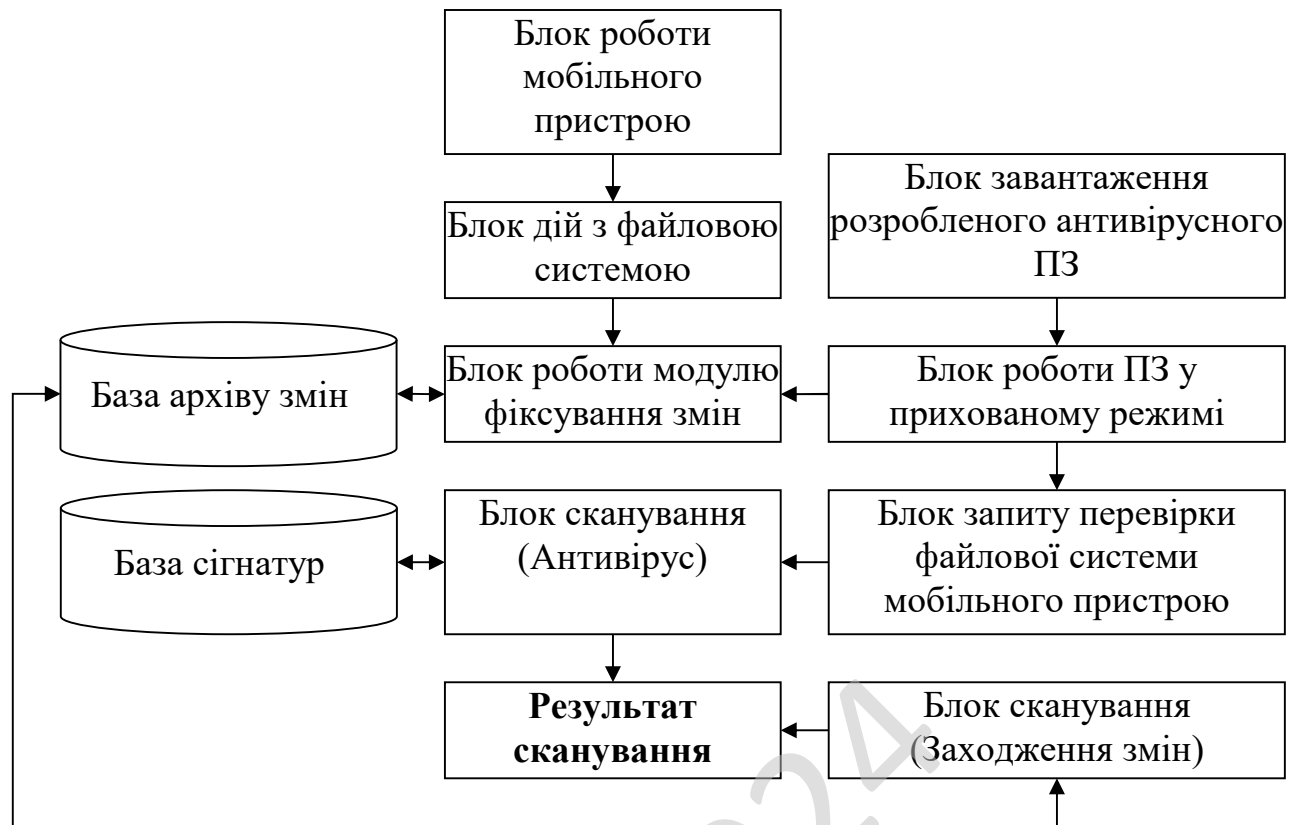 Блок роботи
мобільного
пристрою
Блок завантаження
розробленого антивірусного
ПЗ
Блок дій з файловою
системою
База архіву змін
Блок роботи модулю
фіксування змін
Блок роботи ПЗ у
прихованому режимі
База сігнатур
Блок сканування
(Антивірус)
Блок запиту перевірки
файлової системи
мобільного пристрою
Результат
сканування
Блок сканування
(Заходження змін)
24